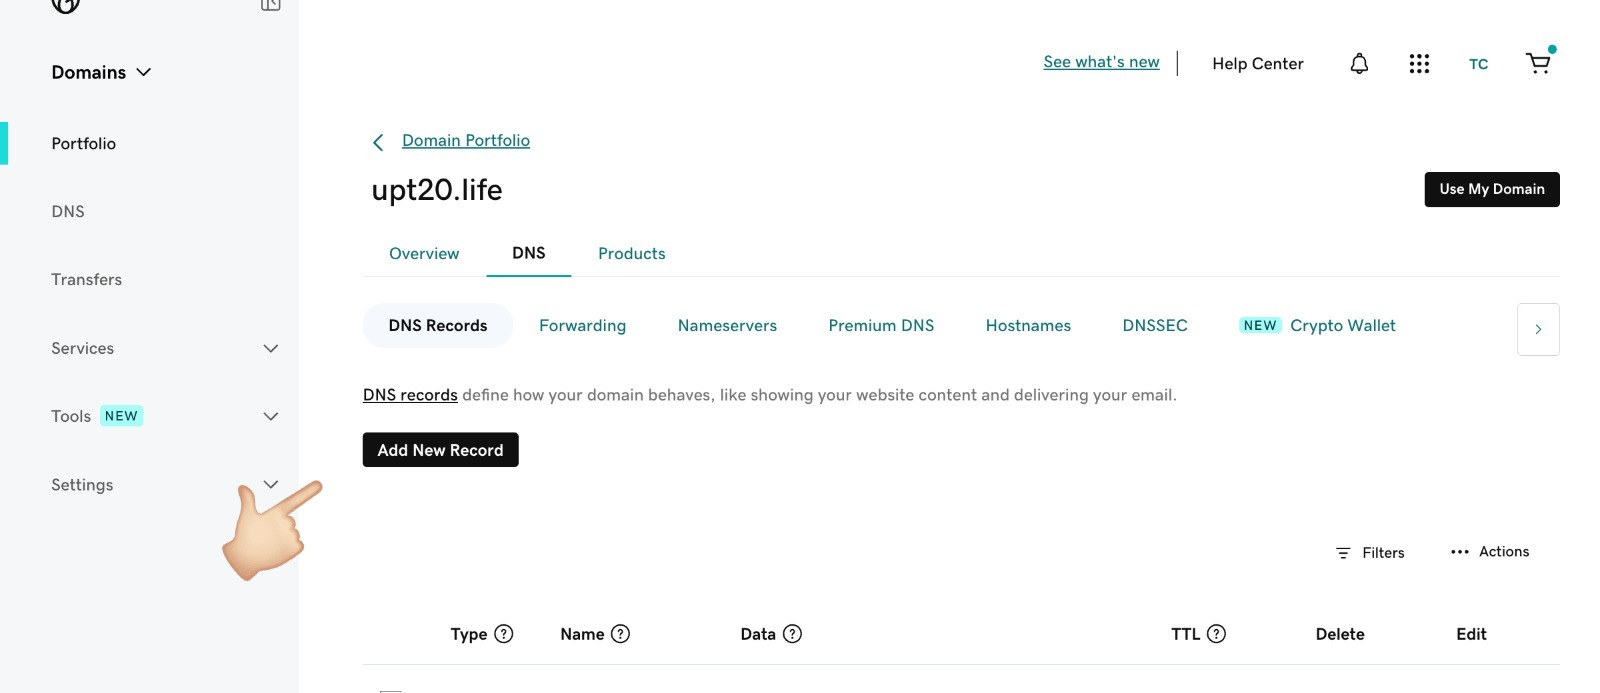 Domains
Portfolio
DNS
Transfers
Services
Tools NEW
Settings
See what's new
Help Center
TC
Domain Portfolio
upt20.life
Use My Domain
Overview
DNS
Products
DNS Records
Forwarding
Nameservers
Premium DNS
Hostnames
DNSSEC
NEW Crypto Wallet
DNS records define how your domain behaves, like showing your website content and delivering your email.
Add New Record
Filters
Actions
Type ?
Name ?
Data ?
TTL ?
Delete
Edit